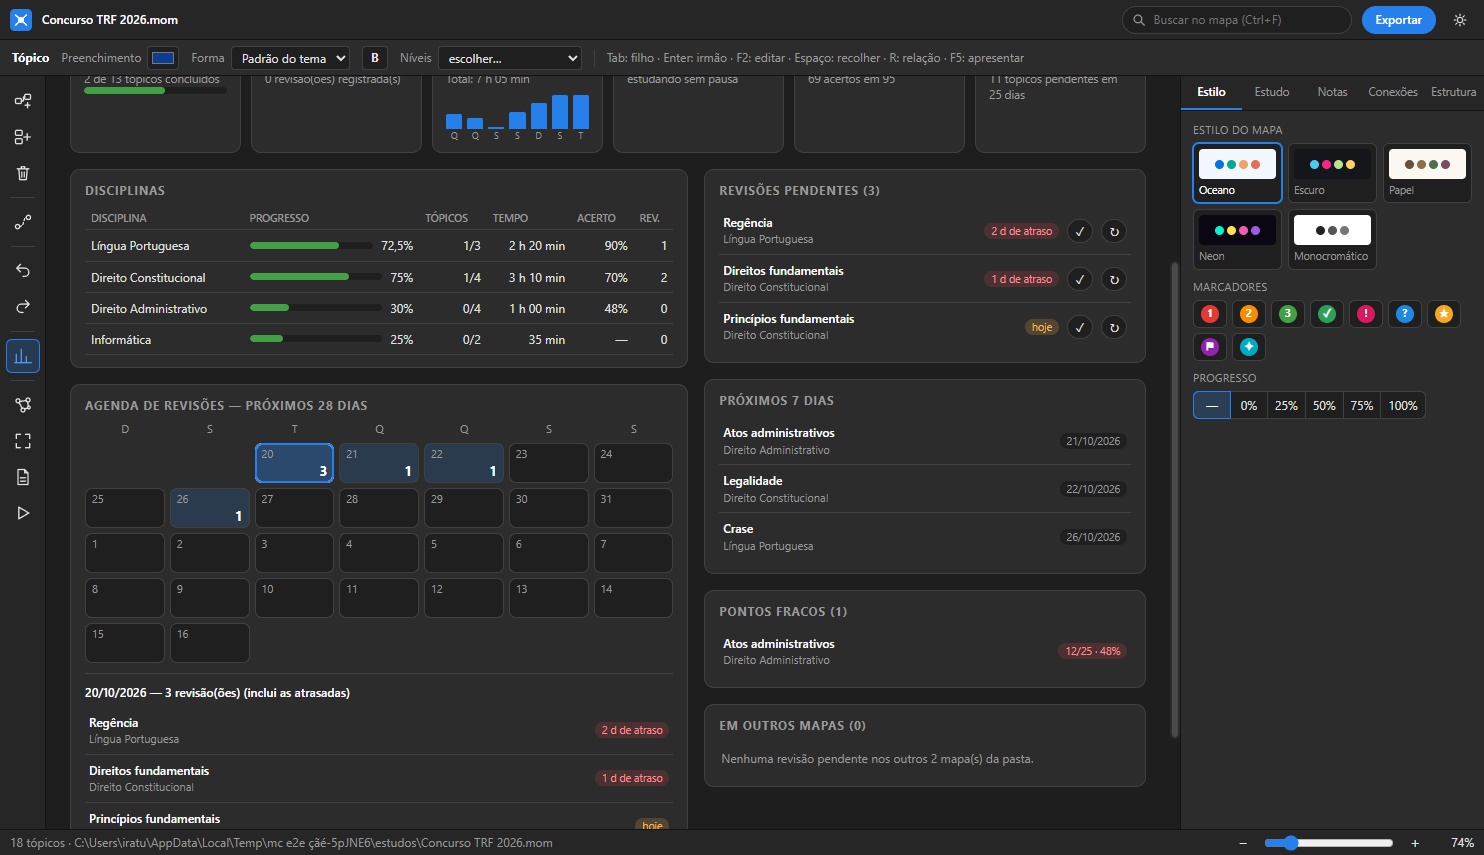 Concurso TRF 2026.mom
Buscar no mapa (Ctrl+F)
Exportar
Tópico
Preenchimento
Forma
Padrão do tema
B
Níveis
escolher...
Tab: filho · Enter: irmão · F2: editar · Espaço: recolher · R: relação · F5: apresentar
2 de 13 tópicos concluídos
0 revisão(ões) registrada(s)
Total: 7 h 05 min
Q Q S S D S T
estudando sem pausa
69 acertos em 95
11 tópicos pendentes em
25 dias
DISCIPLINAS
DISCIPLINA PROGRESSO TÓPICOS TEMPO ACERTO REV.
Língua Portuguesa 72,5% 1/3 2 h 20 min 90% 1
Direito Constitucional 75% 1/4 3 h 10 min 70% 2
Direito Administrativo 30% 0/4 1 h 00 min 48% 0
Informática 25% 0/2 35 min — 0
AGENDA DE REVISÕES — PRÓXIMOS 28 DIAS
D S T Q Q S S
20 3 21 1 22 1 23 24
25 26 1 27 28 29 30 31
1 2 3 4 5 6 7
8 9 10 11 12 13 14
15 16
20/10/2026 — 3 revisão(ões) (inclui as atrasadas)
Regência
Língua Portuguesa
2 d de atraso
Direitos fundamentais
Direito Constitucional
1 d de atraso
Princípios fundamentais
hoje
REVISÕES PENDENTES (3)
Regência
Língua Portuguesa
2 d de atraso
Direitos fundamentais
Direito Constitucional
1 d de atraso
Princípios fundamentais
Direito Constitucional
hoje
PRÓXIMOS 7 DIAS
Atos administrativos
Direito Administrativo
21/10/2026
Legalidade
Direito Constitucional
22/10/2026
Crase
Língua Portuguesa
26/10/2026
PONTOS FRACOS (1)
Atos administrativos
Direito Administrativo
12/25 · 48%
EM OUTROS MAPAS (0)
Nenhuma revisão pendente nos outros 2 mapa(s) da pasta.
Estilo Estudo Notas Conexões Estrutura
ESTILO DO MAPA
Oceano Escuro Papel
Neon Monocromático
MARCADORES
1 2 3 ✓ ! ? ★
PROGRESSO
— 0% 25% 50% 75% 100%
18 tópicos · C:\Users\iratu\AppData\Local\Temp\mc e2e çãé-5pJNE6\estudos\Concurso TRF 2026.mom
− + 74%